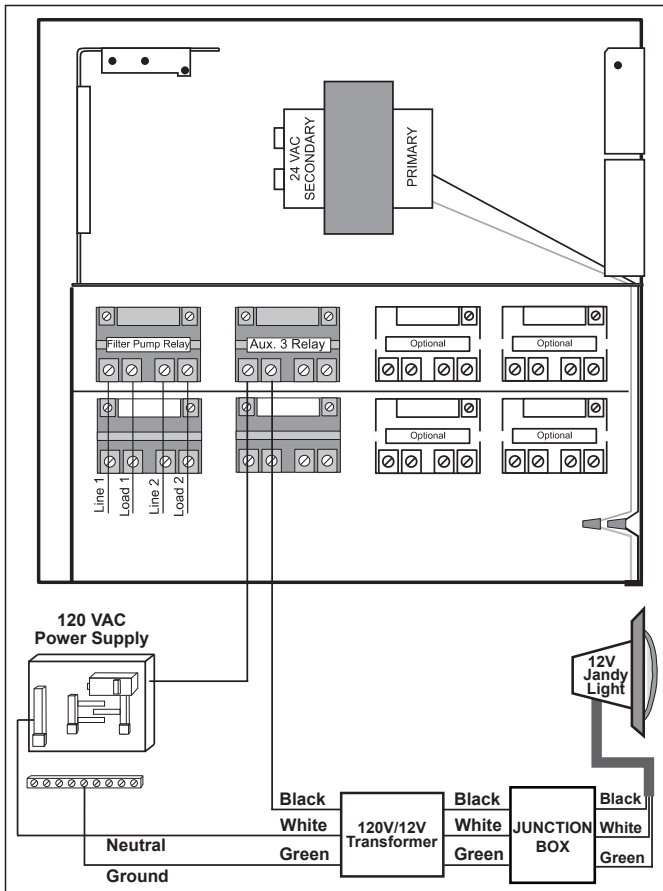 24 VAC
SECONDARY
PRIMARY
Filter Pump Relay
Aux. 3 Relay
Optional
Optional
Optional
Optional
Line 1
Load 1
Line 2
Load 2
120 VAC
Power Supply
12V
Jandy
Light
Black
Black
Black
White
White
White
Green
Green
Green
120V/12V
Transformer
JUNCTION
BOX
Neutral
Ground